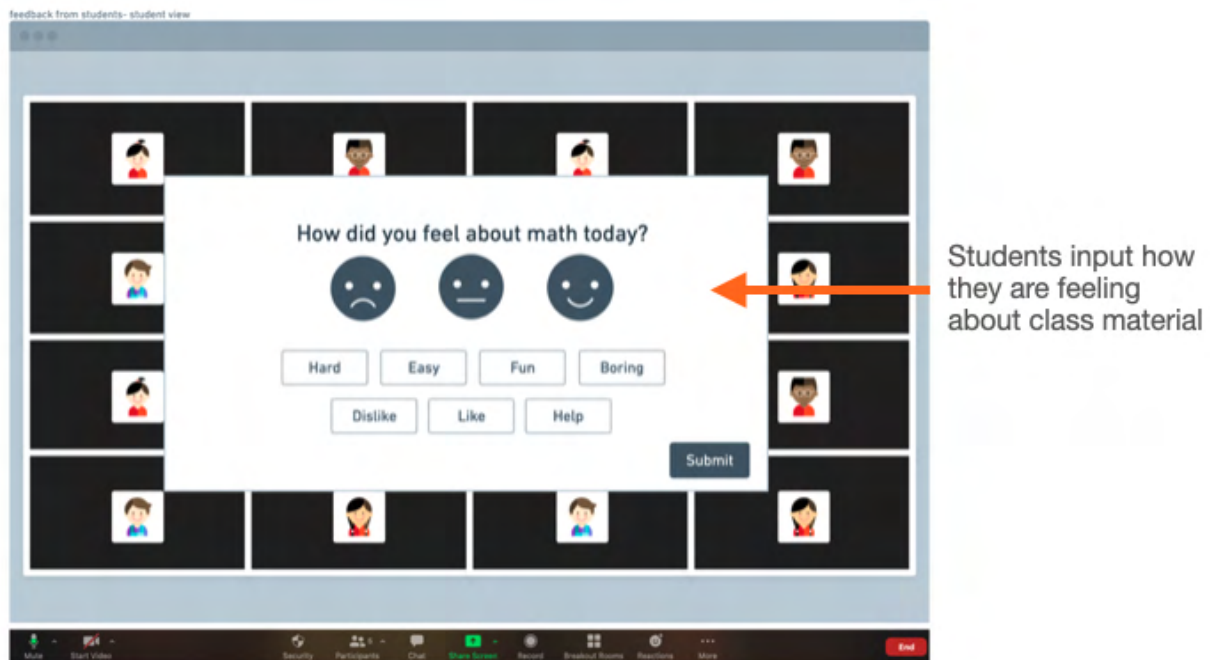 feedback from students- student view
How did you feel about math today?
Hard Easy Fun Boring
Dislike Like Help
Submit
Students input how
they are feeling
about class material
Mute Start Video Security Participants Chat Share Screen Record Breakout Rooms Reactions More End